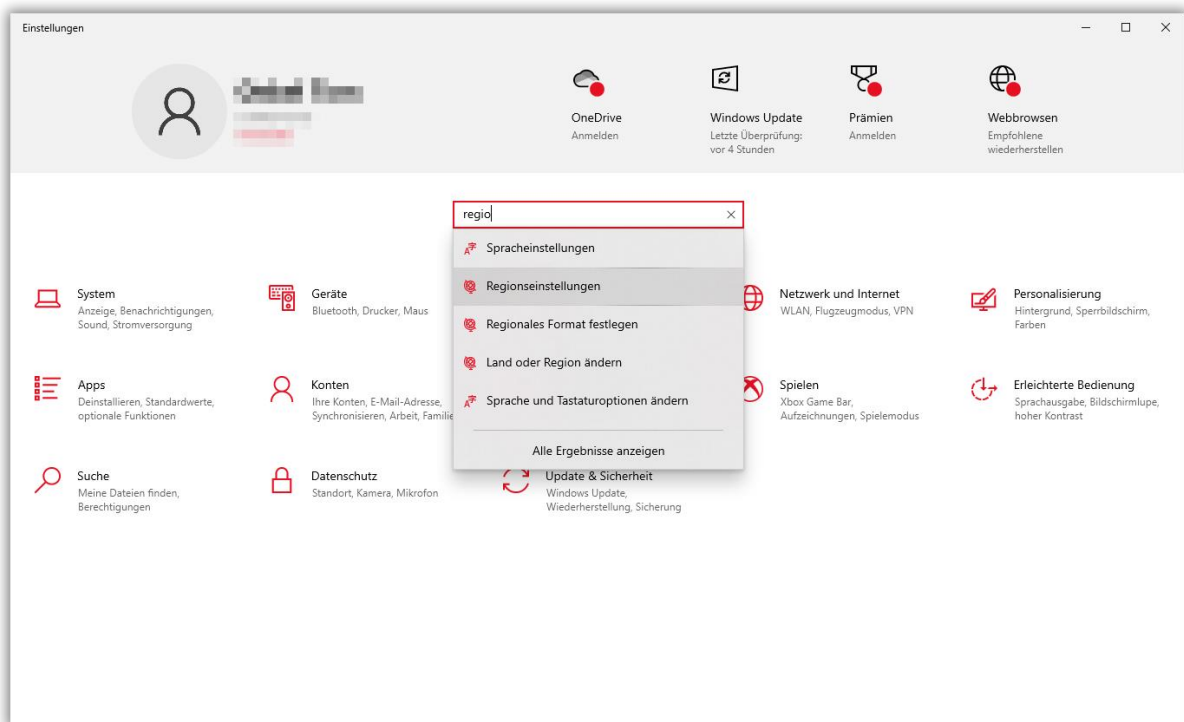 Einstellungen
OneDrive
Anmelden
Windows Update
Letzte Überprüfung:
vor 4 Stunden
Prämien
Anmelden
Webbrowsen
Empfohlene
wiederherstellen
regio
Spracheinstellungen
Regionseinstellungen
Regionales Format festlegen
Land oder Region ändern
Sprache und Tastaturoptionen ändern
Alle Ergebnisse anzeigen
System
Anzeige, Benachrichtigungen,
Sound, Stromversorgung
Geräte
Bluetooth, Drucker, Maus
Netzwerk und Internet
WLAN, Flugzeugmodus, VPN
Personalisierung
Hintergrund, Sperrbildschirm,
Farben
Apps
Deinstallieren, Standardwerte,
optionale Funktionen
Konten
Ihre Konten, E-Mail-Adresse,
Synchronisieren, Arbeit, Familie
Spielen
Xbox Game Bar,
Aufzeichnungen, Spielemodus
Erleichterte Bedienung
Sprachausgabe, Bildschirmlupe,
hoher Kontrast
Suche
Meine Dateien finden,
Berechtigungen
Datenschutz
Standort, Kamera, Mikrofon
Update & Sicherheit
Windows Update,
Wiederherstellung, Sicherung